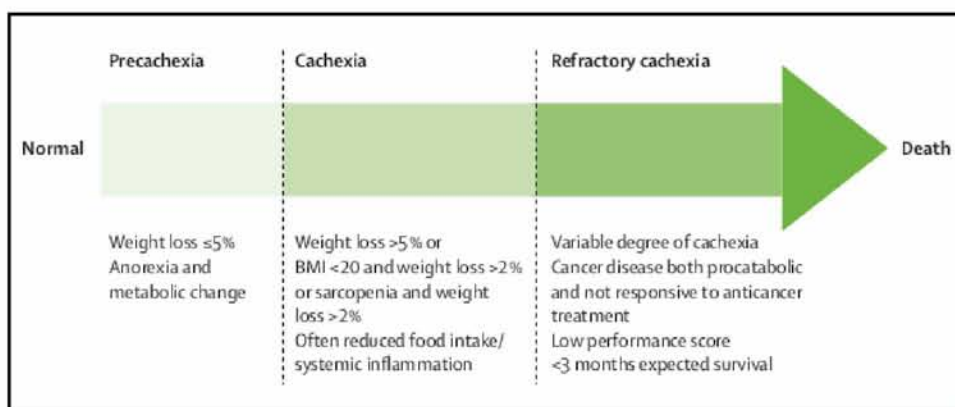 Precachexia
Cachexia
Refractory cachexia
Normal
Death
Weight loss ≤5%
Anorexia and
metabolic change
Weight loss >5% or
BMI <20 and weight loss >2%
or sarcopenia and weight
loss >2%
Often reduced food intake/
systemic inflammation
Variable degree of cachexia
Cancer disease both procatabolic
and not responsive to anticancer
treatment
Low performance score
<3 months expected survival